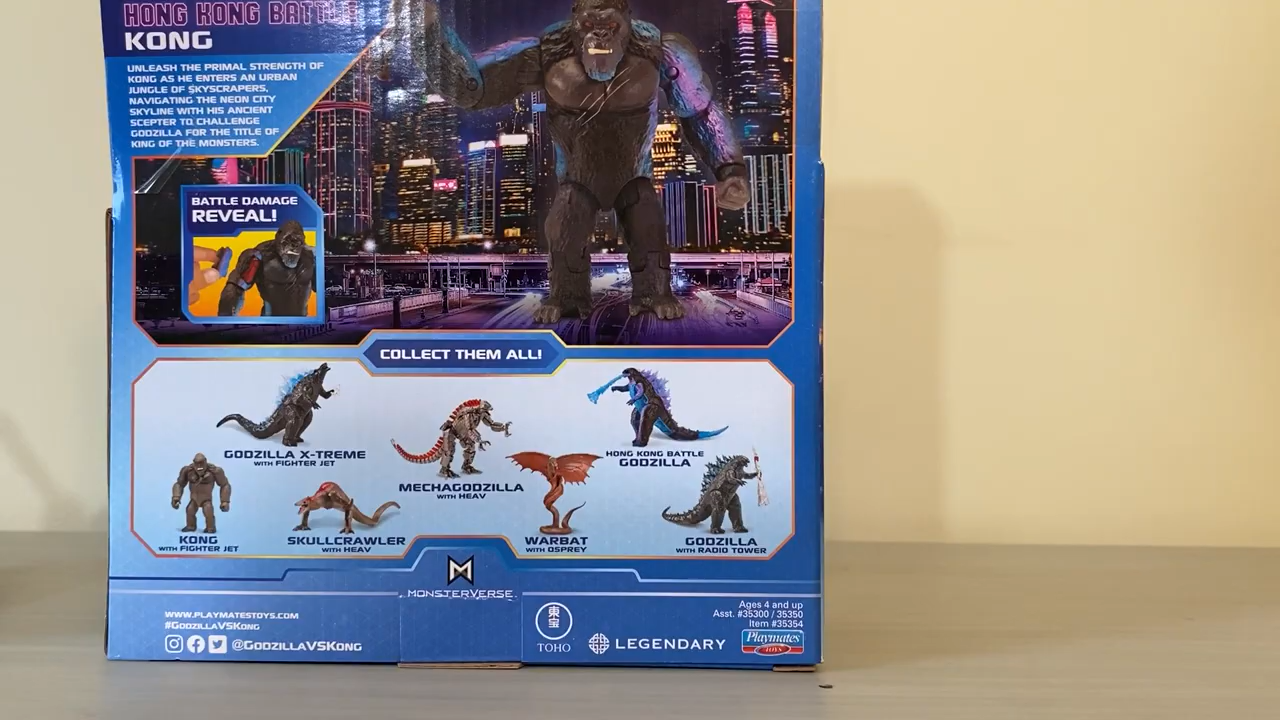 HONG KONG BATTLE
KONG
UNLEASH THE PRIMAL STRENGTH OF
KONG AS HE ENTERS AN URBAN
JUNGLE OF SKYSCRAPERS,
NAVIGATING THE NEON CITY
SKYLINE WITH HIS ANCIENT
SCEPTER TO CHALLENGE
GODZILLA FOR THE TITLE OF
KING OF THE MONSTERS.
BATTLE DAMAGE
REVEAL!
COLLECT THEM ALL!
GODZILLA X-TREME
WITH FIGHTER JET
MECHAGODZILLA
WITH HEAV
HONG KONG BATTLE
GODZILLA
KONG
WITH FIGHTER JET
SKULLCRAWLER
WITH HEAV
WARBAT
WITH OSPREY
GODZILLA
WITH RADIO TOWER
M
MONSTERVERSE
WWW.PLAYMATESTOYS.COM
#GODZILLAVSKONG
@GODZILLAVSKONG
東宝
TOHO
LEGENDARY
Ages 4 and up
Asst. #35300 / 35350
Item #35354
Playmates
TOYS